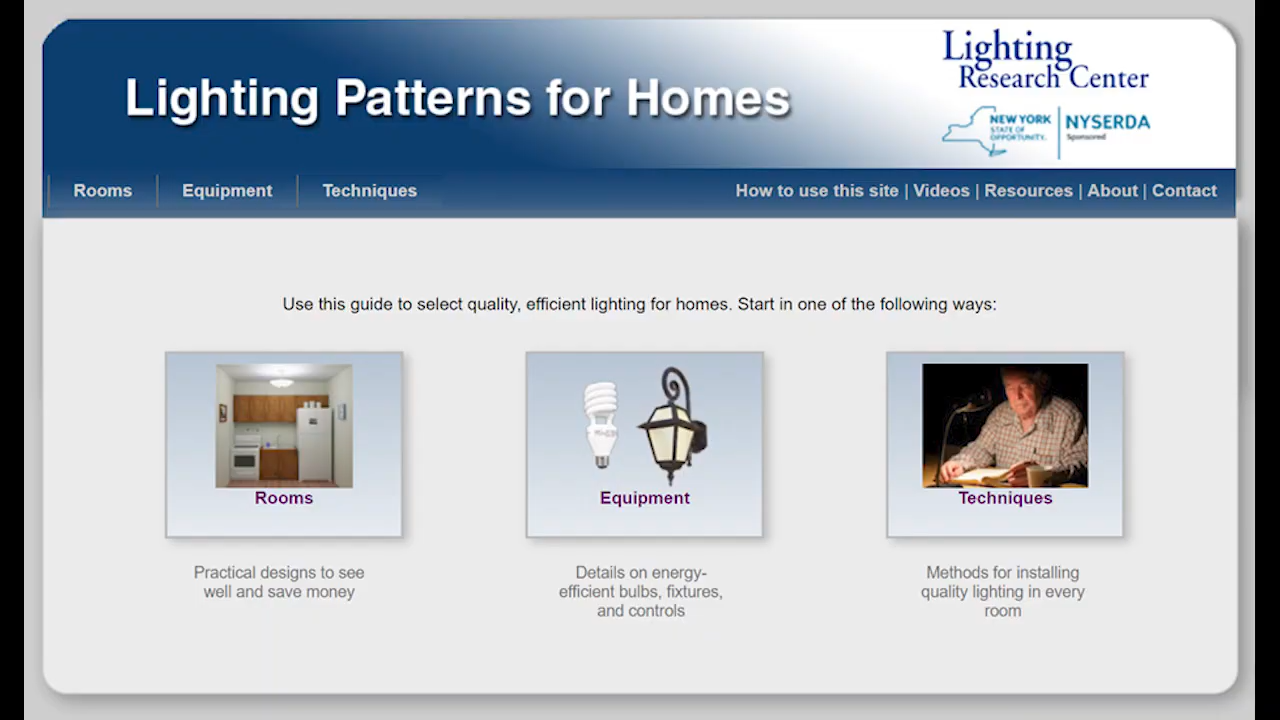 Lighting Patterns for Homes
Lighting
Research Center
NEW YORK
STATE OF
OPPORTUNITY.
NYSERDA
Sponsored
Rooms
Equipment
Techniques
How to use this site | Videos | Resources | About | Contact
Use this guide to select quality, efficient lighting for homes. Start in one of the following ways:
Rooms
Equipment
Techniques
Practical designs to see
well and save money
Details on energy-
efficient bulbs, fixtures,
and controls
Methods for installing
quality lighting in every
room